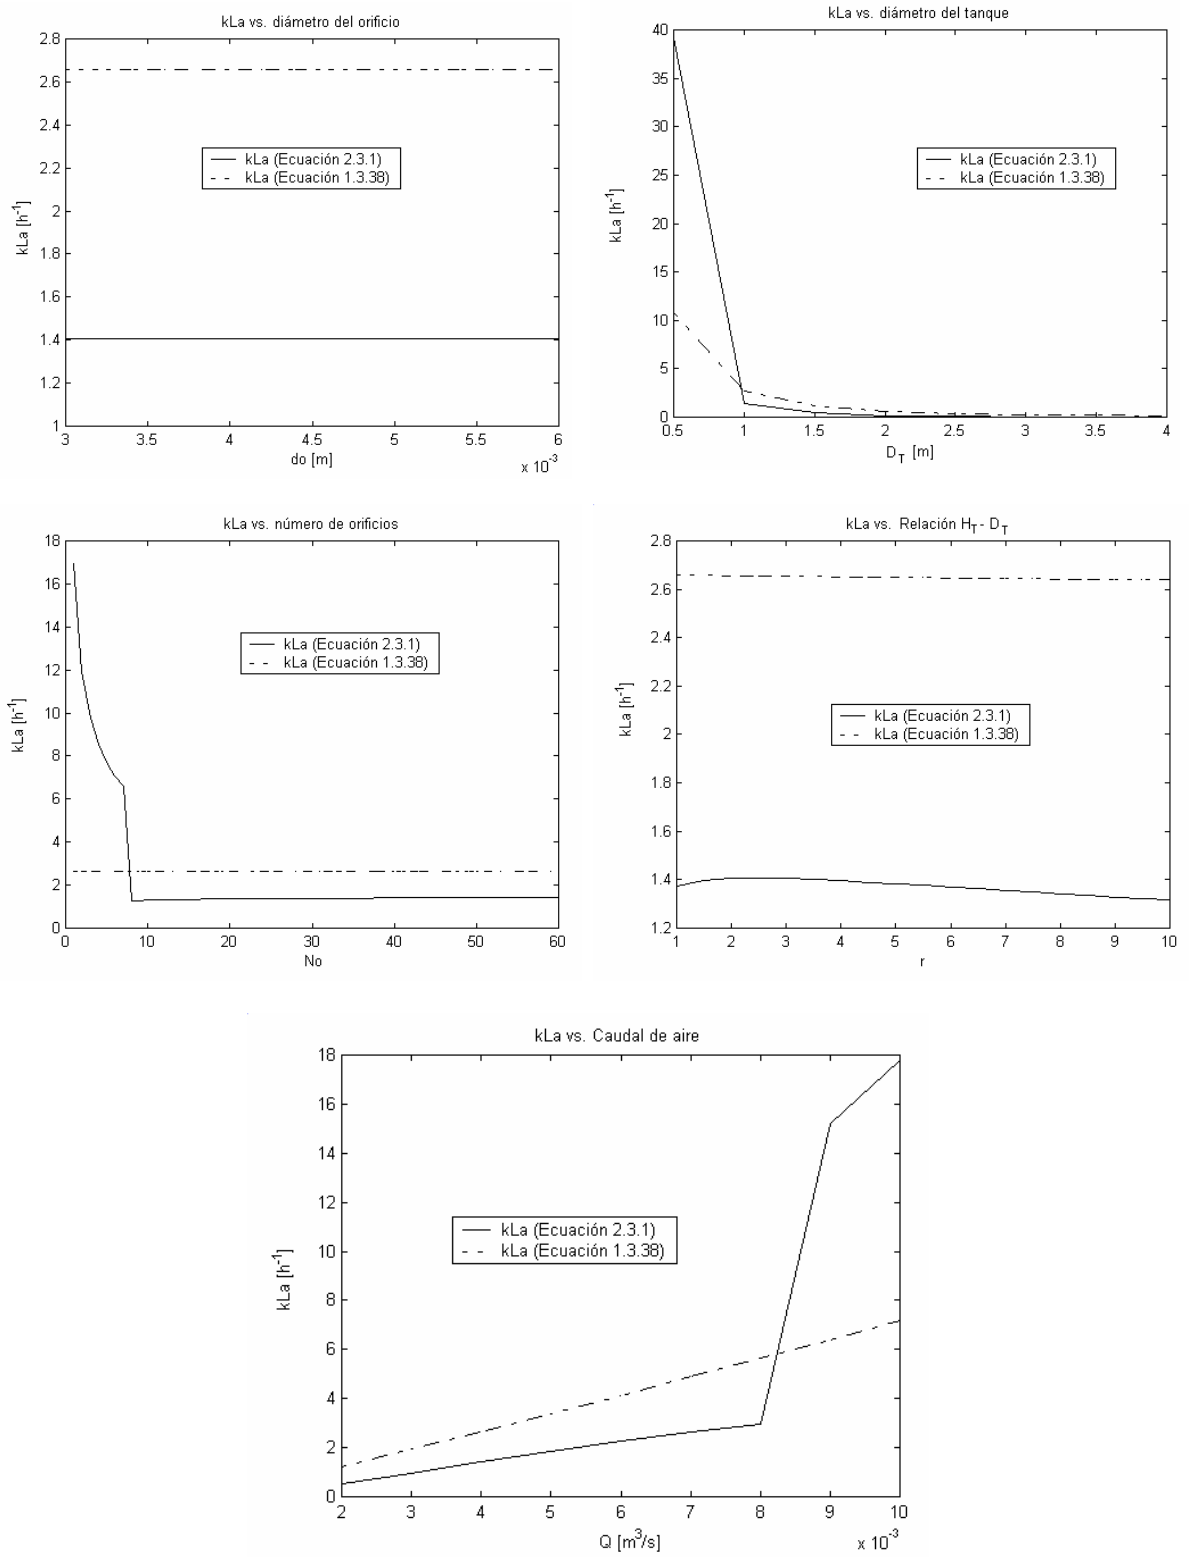 kLa vs. diámetro del orificio
2.8
2.6
2.4
2.2
2
1.8
1.6
1.4
1.2
1
kLa [h-1]
kLa (Ecuación 2.3.1)
kLa (Ecuación 1.3.38)
3 3.5 4 4.5 5 5.5 6
do [m]
x 10-3
kLa vs. diámetro del tanque
40
35
30
25
20
15
10
5
0
kLa [h-1]
kLa (Ecuación 2.3.1)
kLa (Ecuación 1.3.38)
0.5 1 1.5 2 2.5 3 3.5 4
DT [m]
kLa vs. número de orificios
18
16
14
12
10
8
6
4
2
0
kLa [h-1]
kLa (Ecuación 2.3.1)
kLa (Ecuación 1.3.38)
0 10 20 30 40 50 60
No
kLa vs. Relación HT- DT
2.8
2.6
2.4
2.2
2
1.8
1.6
1.4
1.2
kLa [h-1]
kLa (Ecuación 2.3.1)
kLa (Ecuación 1.3.38)
1 2 3 4 5 6 7 8 9 10
r
kLa vs. Caudal de aire
18
16
14
12
10
8
6
4
2
0
kLa [h-1]
kLa (Ecuación 2.3.1)
kLa (Ecuación 1.3.38)
2 3 4 5 6 7 8 9 10
Q [m3/s]
x 10-3